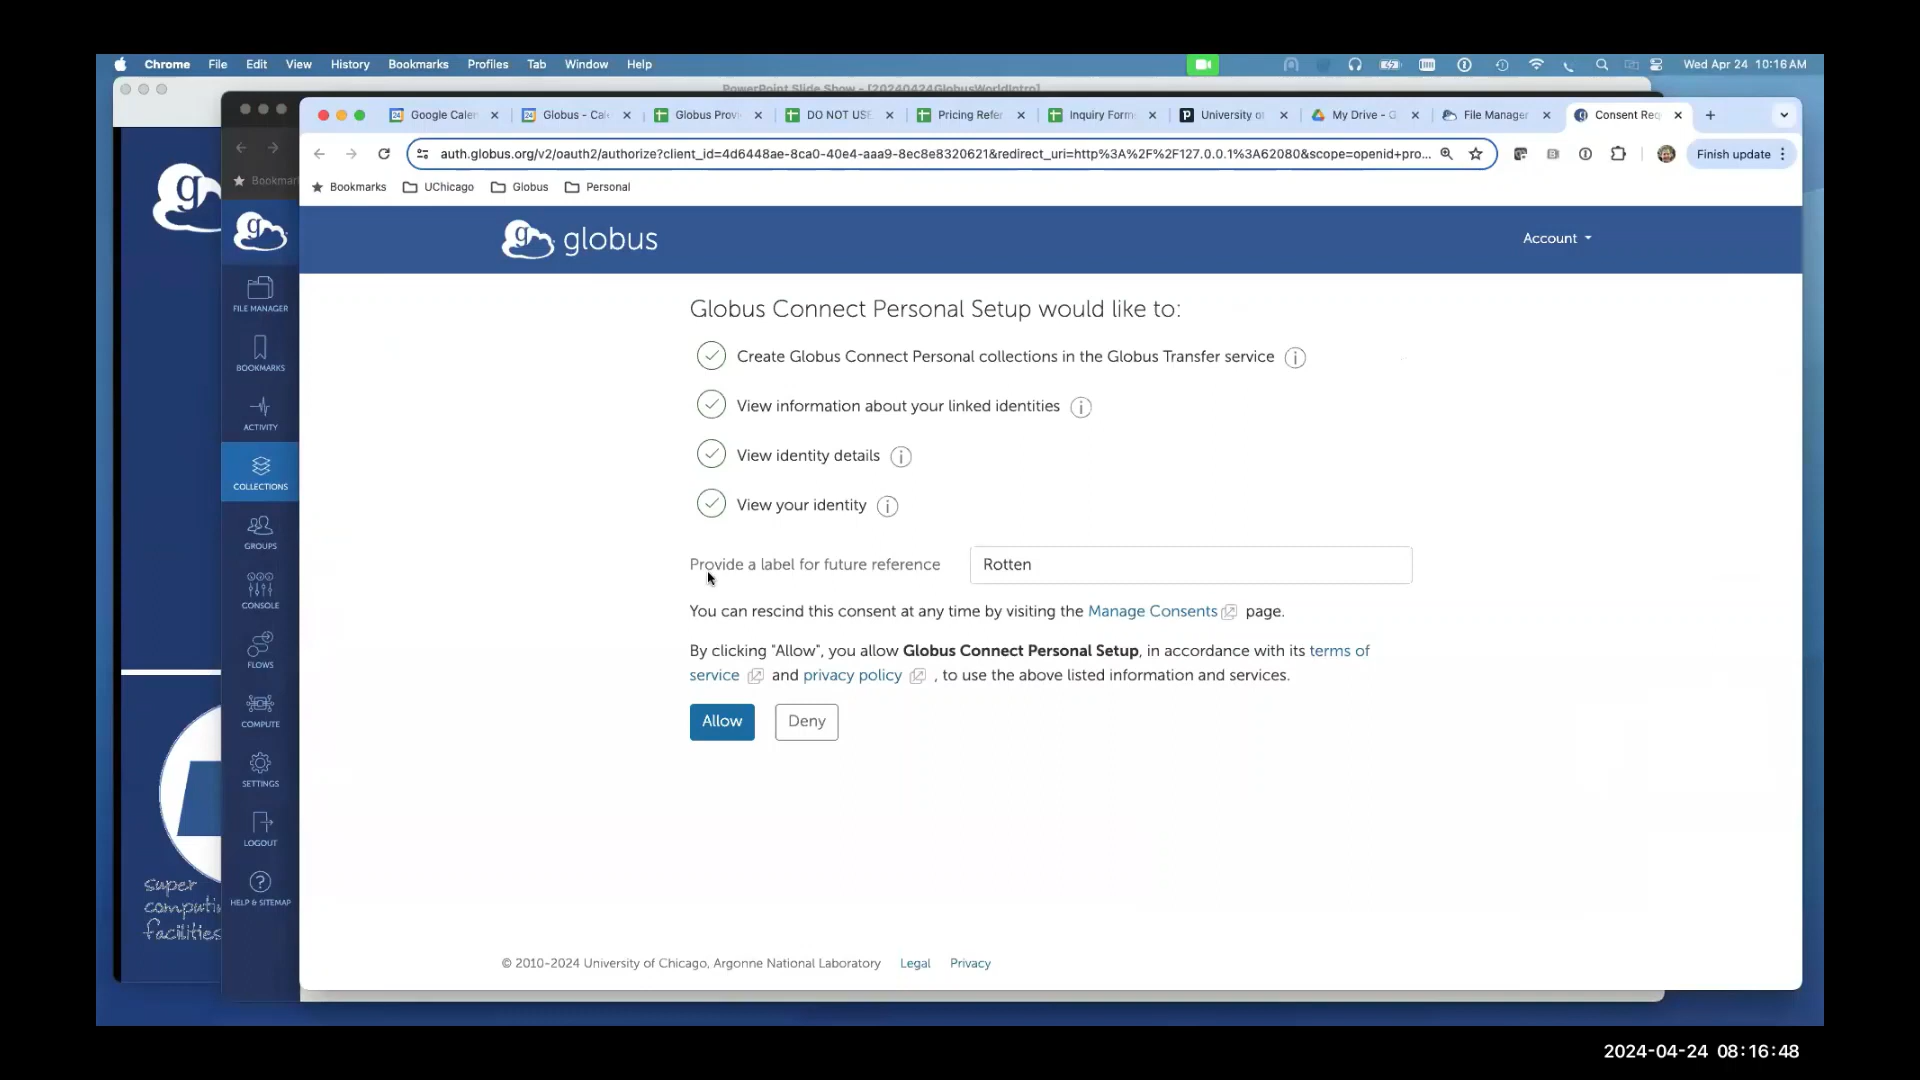 Chrome File Edit View History Bookmarks Profiles Tab Window Help Wed Apr 24 10:16 AM
PowerPoint Slide Show - [20240424GlobusWorldIntro]
Google Calen Globus - Cal Globus Provi DO NOT USE Pricing Refer Inquiry Form University of My Drive - G File Manager Consent Req
auth.globus.org/v2/oauth2/authorize?client_id=4d6448ae-8ca0-40e4-aaa9-8ec8e8320621&redirect_uri=http%3A%2F%2F127.0.0.1%3A62080&scope=openid+pro... Finish update
Bookmar
Bookmarks UChicago Globus Personal
globus
Account
FILE MANAGER
BOOKMARKS
ACTIVITY
COLLECTIONS
GROUPS
CONSOLE
FLOWS
COMPUTE
SETTINGS
LOGOUT
HELP & SITEMAP
Globus Connect Personal Setup would like to:
Create Globus Connect Personal collections in the Globus Transfer service
View information about your linked identities
View identity details
View your identity
Provide a label for future reference Rotten
You can rescind this consent at any time by visiting the Manage Consents page.
By clicking "Allow", you allow Globus Connect Personal Setup, in accordance with its terms of
service and privacy policy , to use the above listed information and services.
Allow Deny
super
computi
facilities
© 2010-2024 University of Chicago, Argonne National Laboratory Legal Privacy
2024-04-24 08:16:48